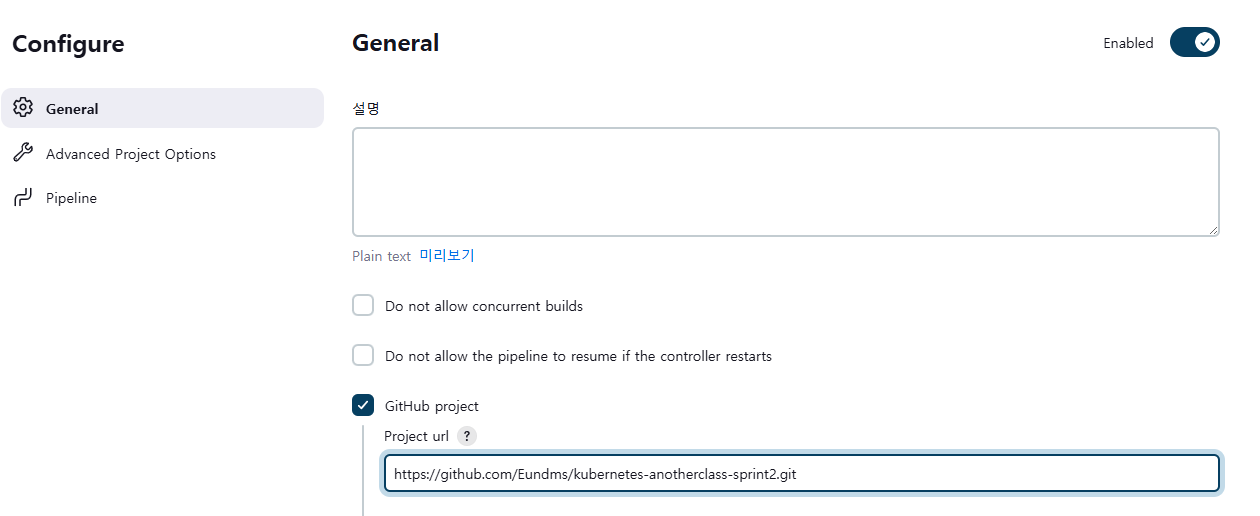 Configure
General
Advanced Project Options
Pipeline
General
Enabled
설명
Plain text 미리보기
Do not allow concurrent builds
Do not allow the pipeline to resume if the controller restarts
GitHub project
Project url ?
https://github.com/Eundms/kubernetes-anotherclass-sprint2.git